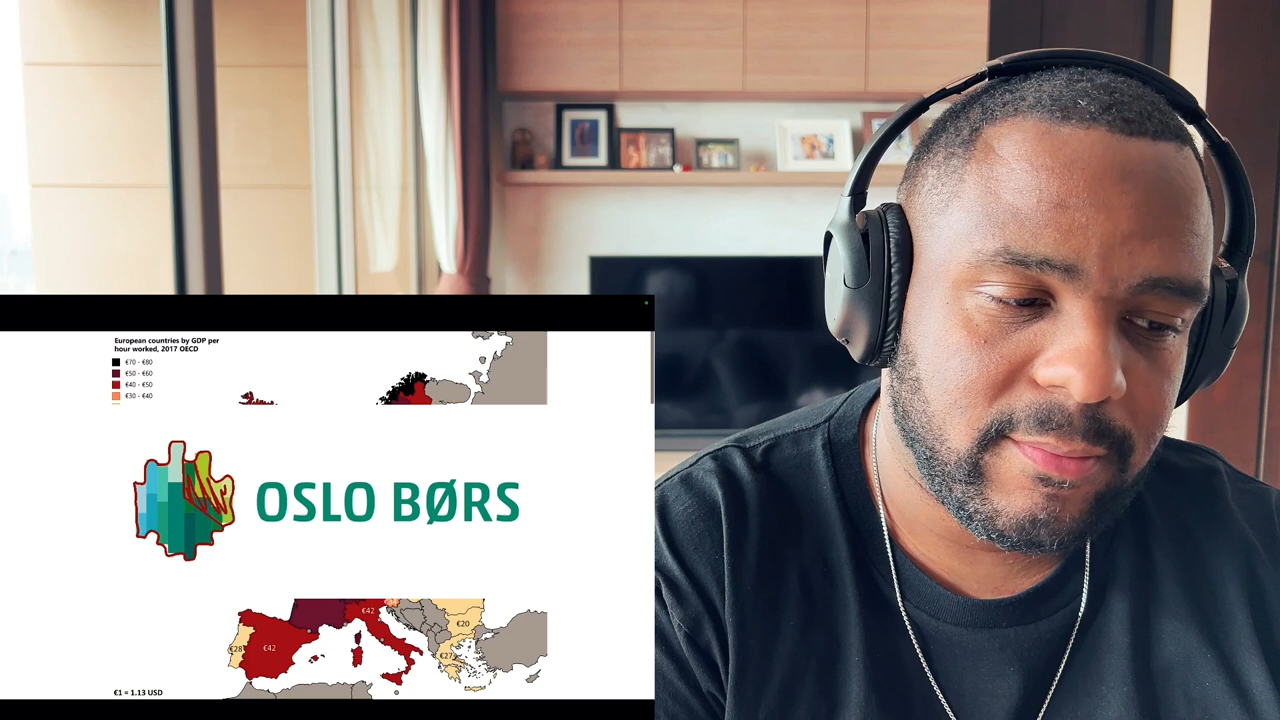 European countries by GDP per
hour worked, 2017 OECD
€70 - €80
€50 - €60
€40 - €50
€30 - €40
OSLO BØRS
€42
€20
€28
€42
€27
€1 = 1.13 USD